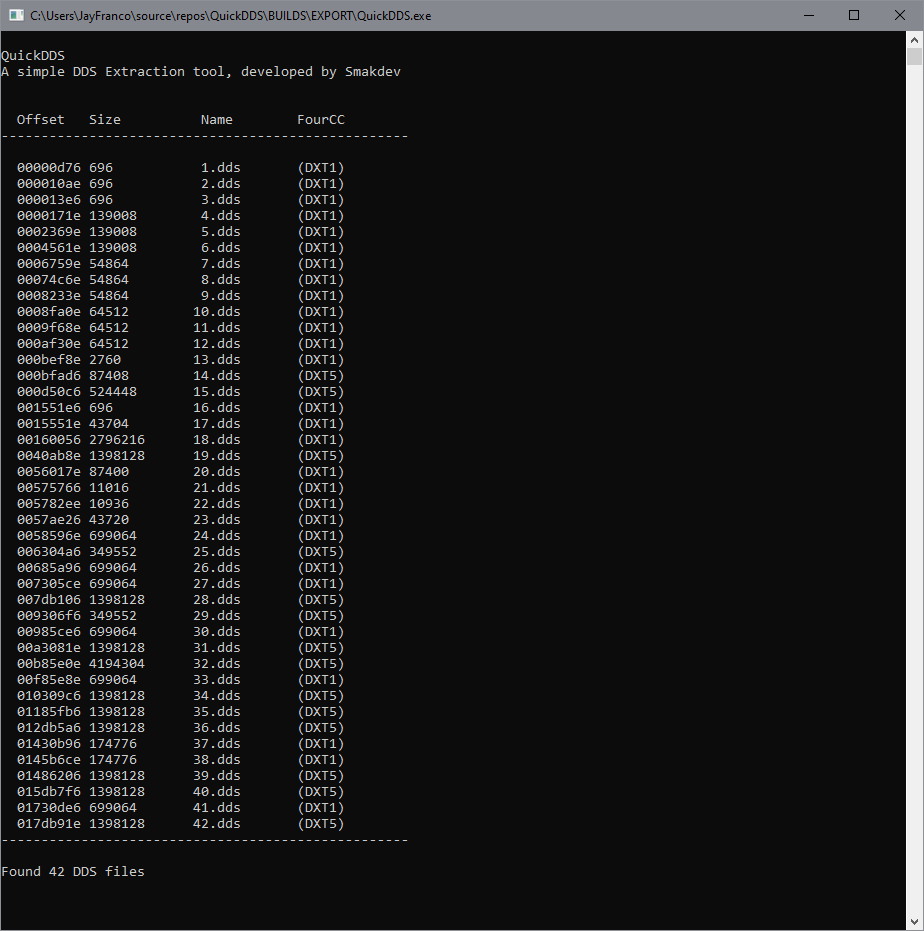 C:\Users\JayFranco\source\repos\QuickDDS\BUILDS\EXPORT\QuickDDS.exe
QuickDDS
A simple DDS Extraction tool, developed by Smakdev
Offset Size Name FourCC
---------------------------------------------------
00000d76 696 1.dds (DXT1)
000010ae 696 2.dds (DXT1)
000013e6 696 3.dds (DXT1)
0000171e 139008 4.dds (DXT1)
0002369e 139008 5.dds (DXT1)
0004561e 139008 6.dds (DXT1)
0006759e 54864 7.dds (DXT1)
00074c6e 54864 8.dds (DXT1)
0008233e 54864 9.dds (DXT1)
0008fa0e 64512 10.dds (DXT1)
0009f68e 64512 11.dds (DXT1)
000af30e 64512 12.dds (DXT1)
000bef8e 2760 13.dds (DXT1)
000bfad6 87408 14.dds (DXT5)
000d50c6 524448 15.dds (DXT5)
001551e6 696 16.dds (DXT1)
0015551e 43704 17.dds (DXT1)
00160056 2796216 18.dds (DXT1)
0040ab8e 1398128 19.dds (DXT5)
0056017e 87400 20.dds (DXT1)
00575766 11016 21.dds (DXT1)
005782ee 10936 22.dds (DXT1)
0057ae26 43720 23.dds (DXT1)
0058596e 699064 24.dds (DXT1)
006304a6 349552 25.dds (DXT5)
00685a96 699064 26.dds (DXT1)
007305ce 699064 27.dds (DXT1)
007db106 1398128 28.dds (DXT5)
009306f6 349552 29.dds (DXT5)
00985ce6 699064 30.dds (DXT1)
00a3081e 1398128 31.dds (DXT5)
00b85e0e 4194304 32.dds (DXT5)
00f85e8e 699064 33.dds (DXT1)
010309c6 1398128 34.dds (DXT5)
01185fb6 1398128 35.dds (DXT5)
012db5a6 1398128 36.dds (DXT5)
01430b96 174776 37.dds (DXT1)
0145b6ce 174776 38.dds (DXT1)
01486206 1398128 39.dds (DXT5)
015db7f6 1398128 40.dds (DXT5)
01730de6 699064 41.dds (DXT1)
017db91e 1398128 42.dds (DXT5)
---------------------------------------------------
Found 42 DDS files